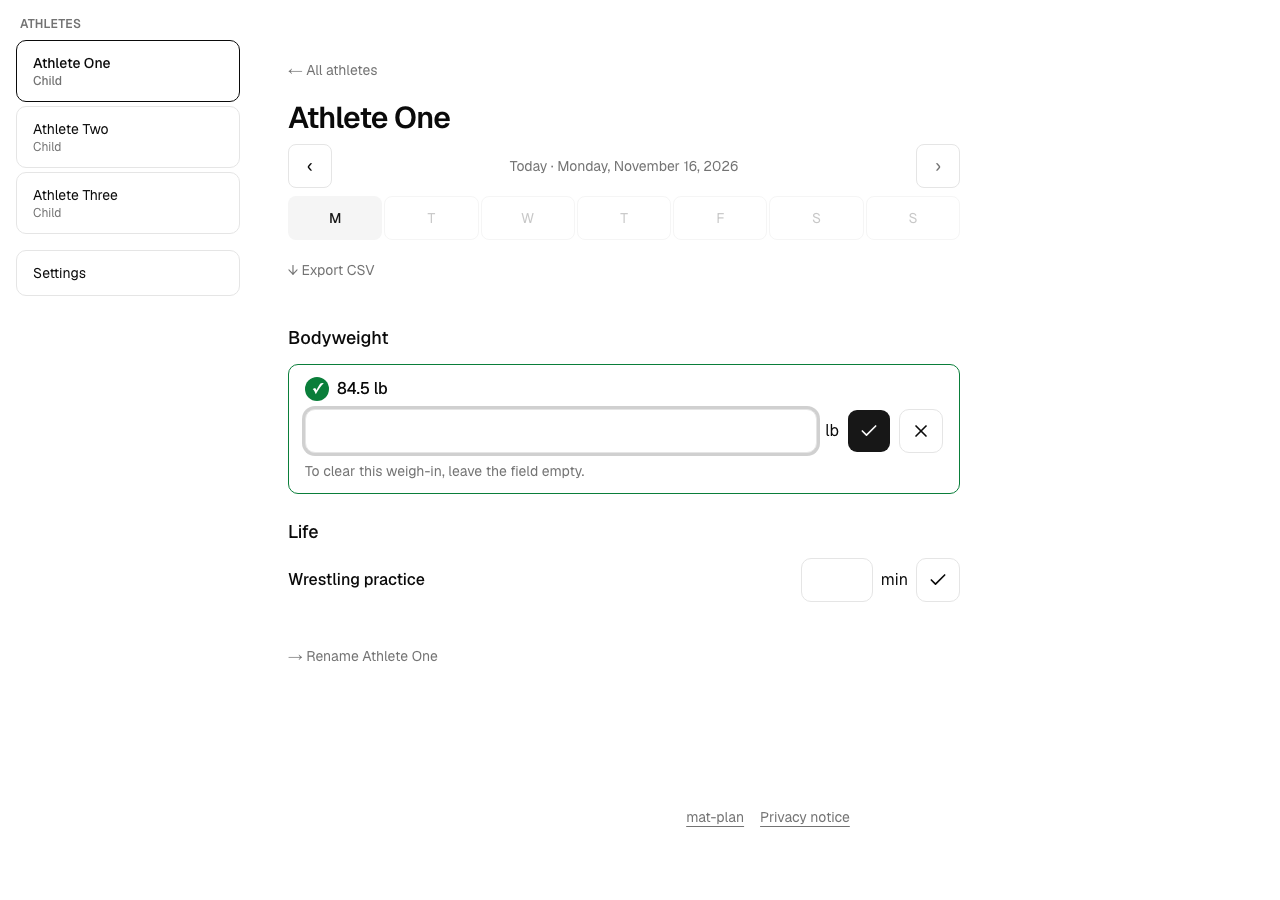 ATHLETES
Athlete One
Child
Athlete Two
Child
Athlete Three
Child
Settings
← All athletes
Athlete One
‹ Today · Monday, November 16, 2026 ›
M T W T F S S
↓ Export CSV
Bodyweight
✓ 84.5 lb
lb
To clear this weigh-in, leave the field empty.
Life
Wrestling practice min
→ Rename Athlete One
mat-plan Privacy notice